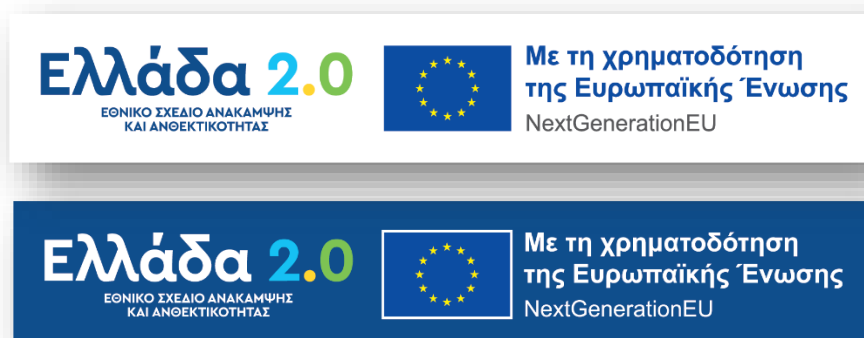 Ελλάδα 2.0
ΕΘΝΙΚΟ ΣΧΕΔΙΟ ΑΝΑΚΑΜΨΗΣ
ΚΑΙ ΑΝΘΕΚΤΙΚΟΤΗΤΑΣ
Με τη χρηματοδότηση
της Ευρωπαϊκής Ένωσης
NextGenerationEU
Ελλάδα 2.0
ΕΘΝΙΚΟ ΣΧΕΔΙΟ ΑΝΑΚΑΜΨΗΣ
ΚΑΙ ΑΝΘΕΚΤΙΚΟΤΗΤΑΣ
Με τη χρηματοδότηση
της Ευρωπαϊκής Ένωσης
NextGenerationEU